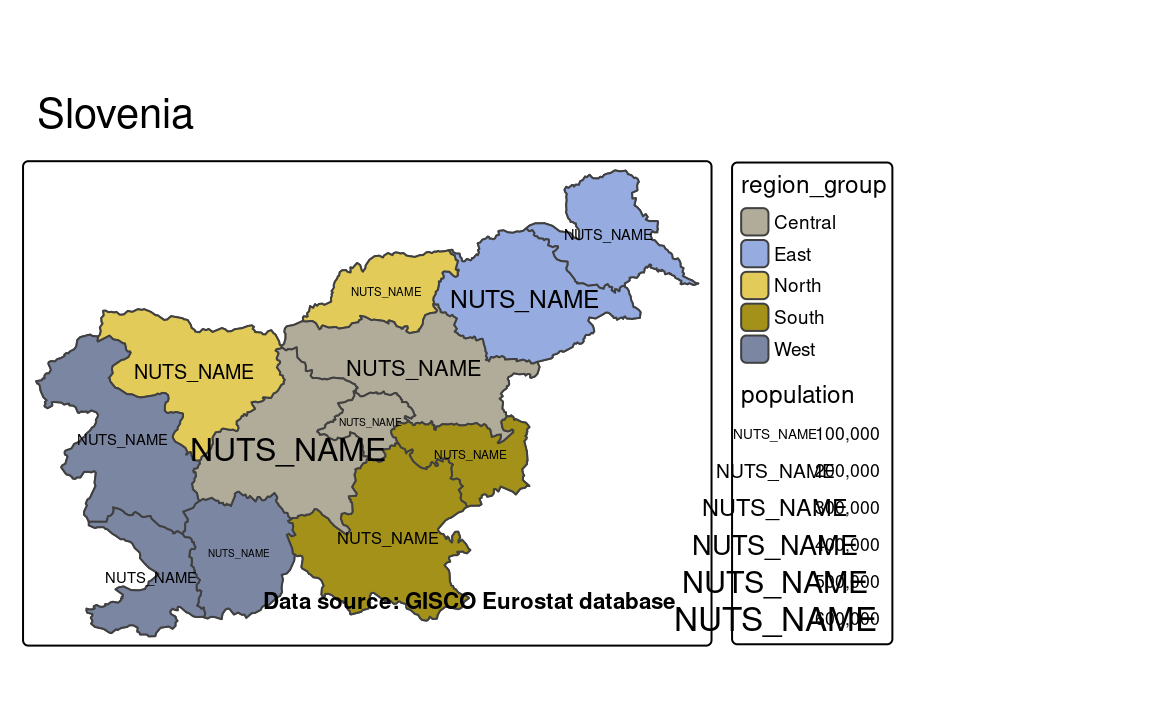 Slovenia
NUTS_NAME
NUTS_NAME
NUTS_NAME
NUTS_NAME
NUTS_NAME
NUTS_NAME
NUTS_NAME
NUTS_NAME
NUTS_NAME
NUTS_NAME
NUTS_NAME
NUTS_NAME
Data source: GISCO Eurostat database
region_group
Central
East
North
South
West
population
NUTS_NAME 100,000
NUTS_NAME 200,000
NUTS_NAME 300,000
NUTS_NAME 400,000
NUTS_NAME 500,000
NUTS_NAME 600,000